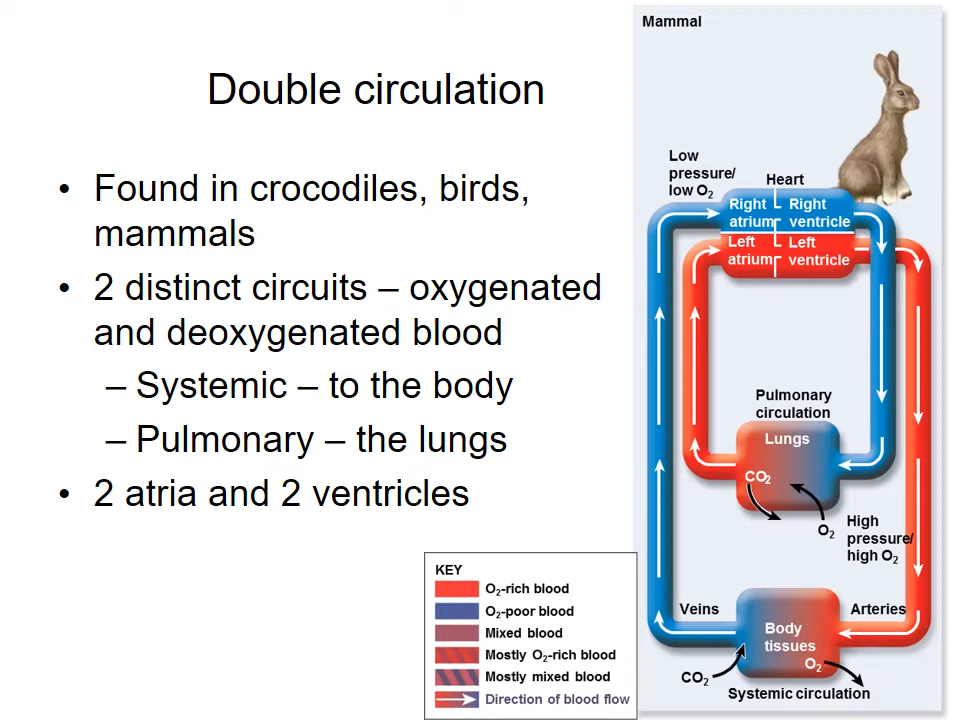 Double circulation
• Found in crocodiles, birds,
mammals
• 2 distinct circuits – oxygenated
and deoxygenated blood
– Systemic – to the body
– Pulmonary – the lungs
• 2 atria and 2 ventricles
Mammal
Low
pressure/
low O₂
Heart
Right
atrium
Right
ventricle
Left
atrium
Left
ventricle
Pulmonary
circulation
Lungs
CO₂
O₂
High
pressure/
high O₂
Veins
Arteries
Body
tissues
O₂
CO₂
Systemic circulation
KEY
O₂-rich blood
O₂-poor blood
Mixed blood
Mostly O₂-rich blood
Mostly mixed blood
Direction of blood flow